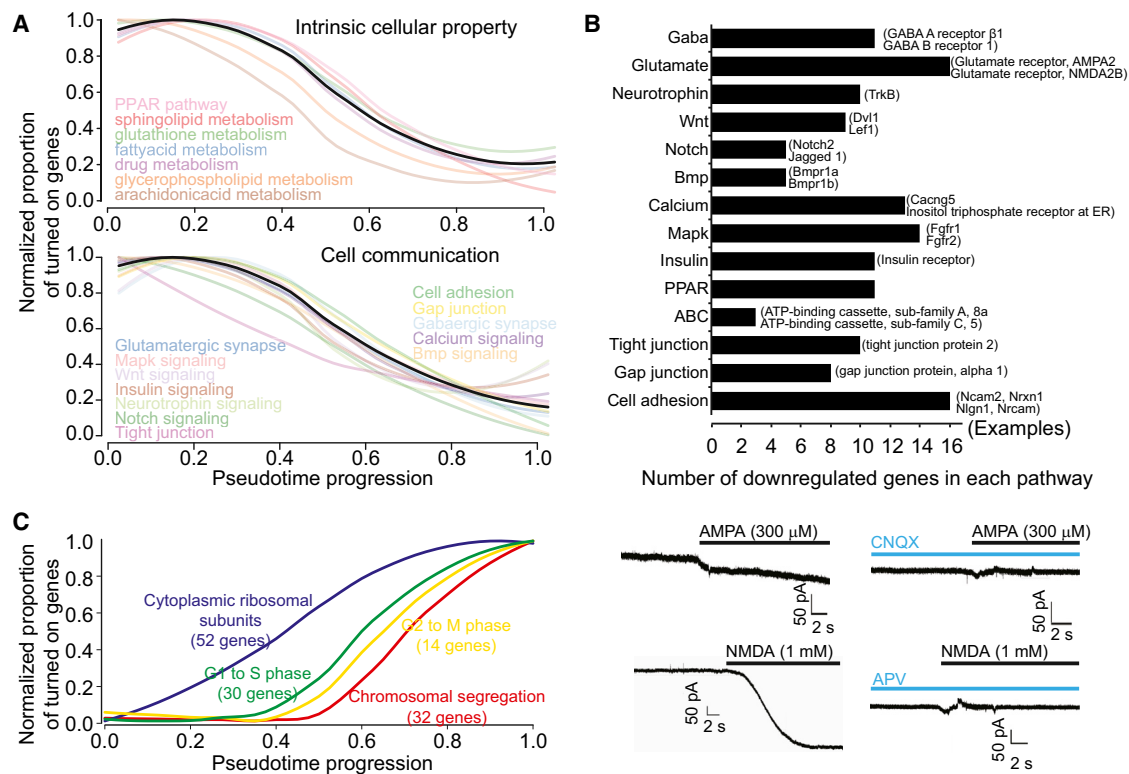 A
Normalized proportion
of turned on genes
1.0
0.8
0.6
0.4
0.2
0.0
Intrinsic cellular property
PPAR pathway
sphingolipid metabolism
glutathione metabolism
fattyacid metabolism
drug metabolism
glycerophospholipid metabolism
arachidonicacid metabolism
0.0 0.2 0.4 0.6 0.8 1.0
1.0
0.8
0.6
0.4
0.2
0.0
Cell communication
Cell adhesion
Gap junction
Gabaergic synapse
Calcium signaling
Bmp signaling
Glutamatergic synapse
Mapk signaling
Wnt signaling
Insulin signaling
Neurotrophin signaling
Notch signaling
Tight junction
0.0 0.2 0.4 0.6 0.8 1.0
Pseudotime progression
B
Gaba (GABA A receptor β1
GABA B receptor 1)
Glutamate (Glutamate receptor, AMPA2
Glutamate receptor, NMDA2B)
Neurotrophin (TrkB)
Wnt (Dvl1
Lef1)
Notch (Notch2
Jagged 1)
Bmp (Bmpr1a
Bmpr1b)
Calcium (Cacng5
Inositol triphosphate receptor at ER)
Mapk (Fgfr1
Fgfr2)
Insulin (Insulin receptor)
PPAR
ABC (ATP-binding cassette, sub-family A, 8a
ATP-binding cassette, sub-family C, 5)
Tight junction (tight junction protein 2)
Gap junction (gap junction protein, alpha 1)
Cell adhesion (Ncam2, Nrxn1
Nlgn1, Nrcam)
0 2 4 6 8 10 12 14 16 (Examples)
Number of downregulated genes in each pathway
C
Normalized proportion
of turned on genes
1.0
0.8
0.6
0.4
0.2
0.0
Cytoplasmic ribosomal
subunits
(52 genes)
G1 to S phase
(30 genes)
G2 to M phase
(14 genes)
Chromosomal segregation
(32 genes)
0.0 0.2 0.4 0.6 0.8 1.0
Pseudotime progression
AMPA (300 μM)
50 pA
2 s
CNQX
AMPA (300 μM)
50 pA
2 s
NMDA (1 mM)
50 pA
2 s
NMDA (1 mM)
APV
50 pA
2 s